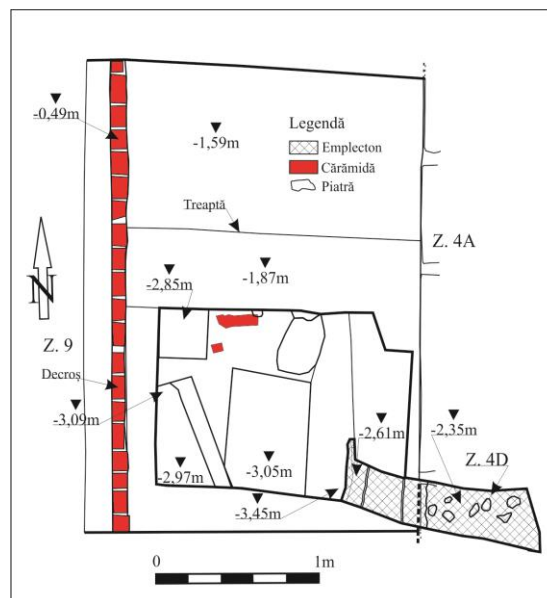 -0,49m
-1,59m
Legendă
Emplecton
Cărămidă
Piatră
Treaptă
Z. 4A
N
-2,85m
-1,87m
Z. 9
Decroș
-3,09m
-2,61m
-2,35m
Z. 4D
-2,97m
-3,05m
-3,45m
0
1m